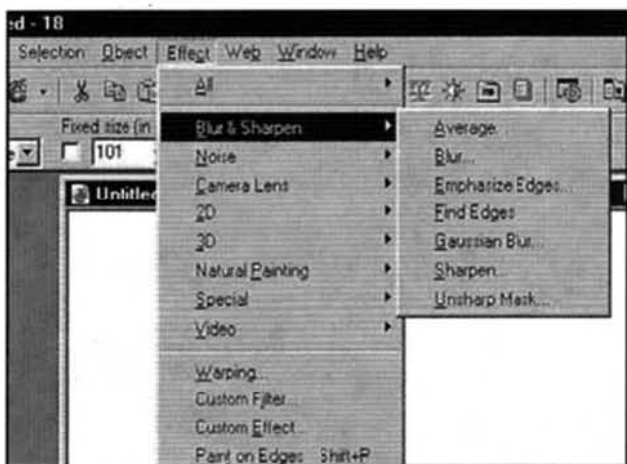 ed - 18
Selection Object Effect Web Window Help
All
Fixed size (in
101
Blur & Sharpen
Noise
Camera Lens
2D
3D
Natural Painting
Special
Video
Warping...
Custom Filter...
Custom Effect...
Paint on Edges Shift+P
Average...
Blur...
Emphasize Edges...
Find Edges
Gaussian Blur...
Sharpen...
Unsharp Mask...
Untitled